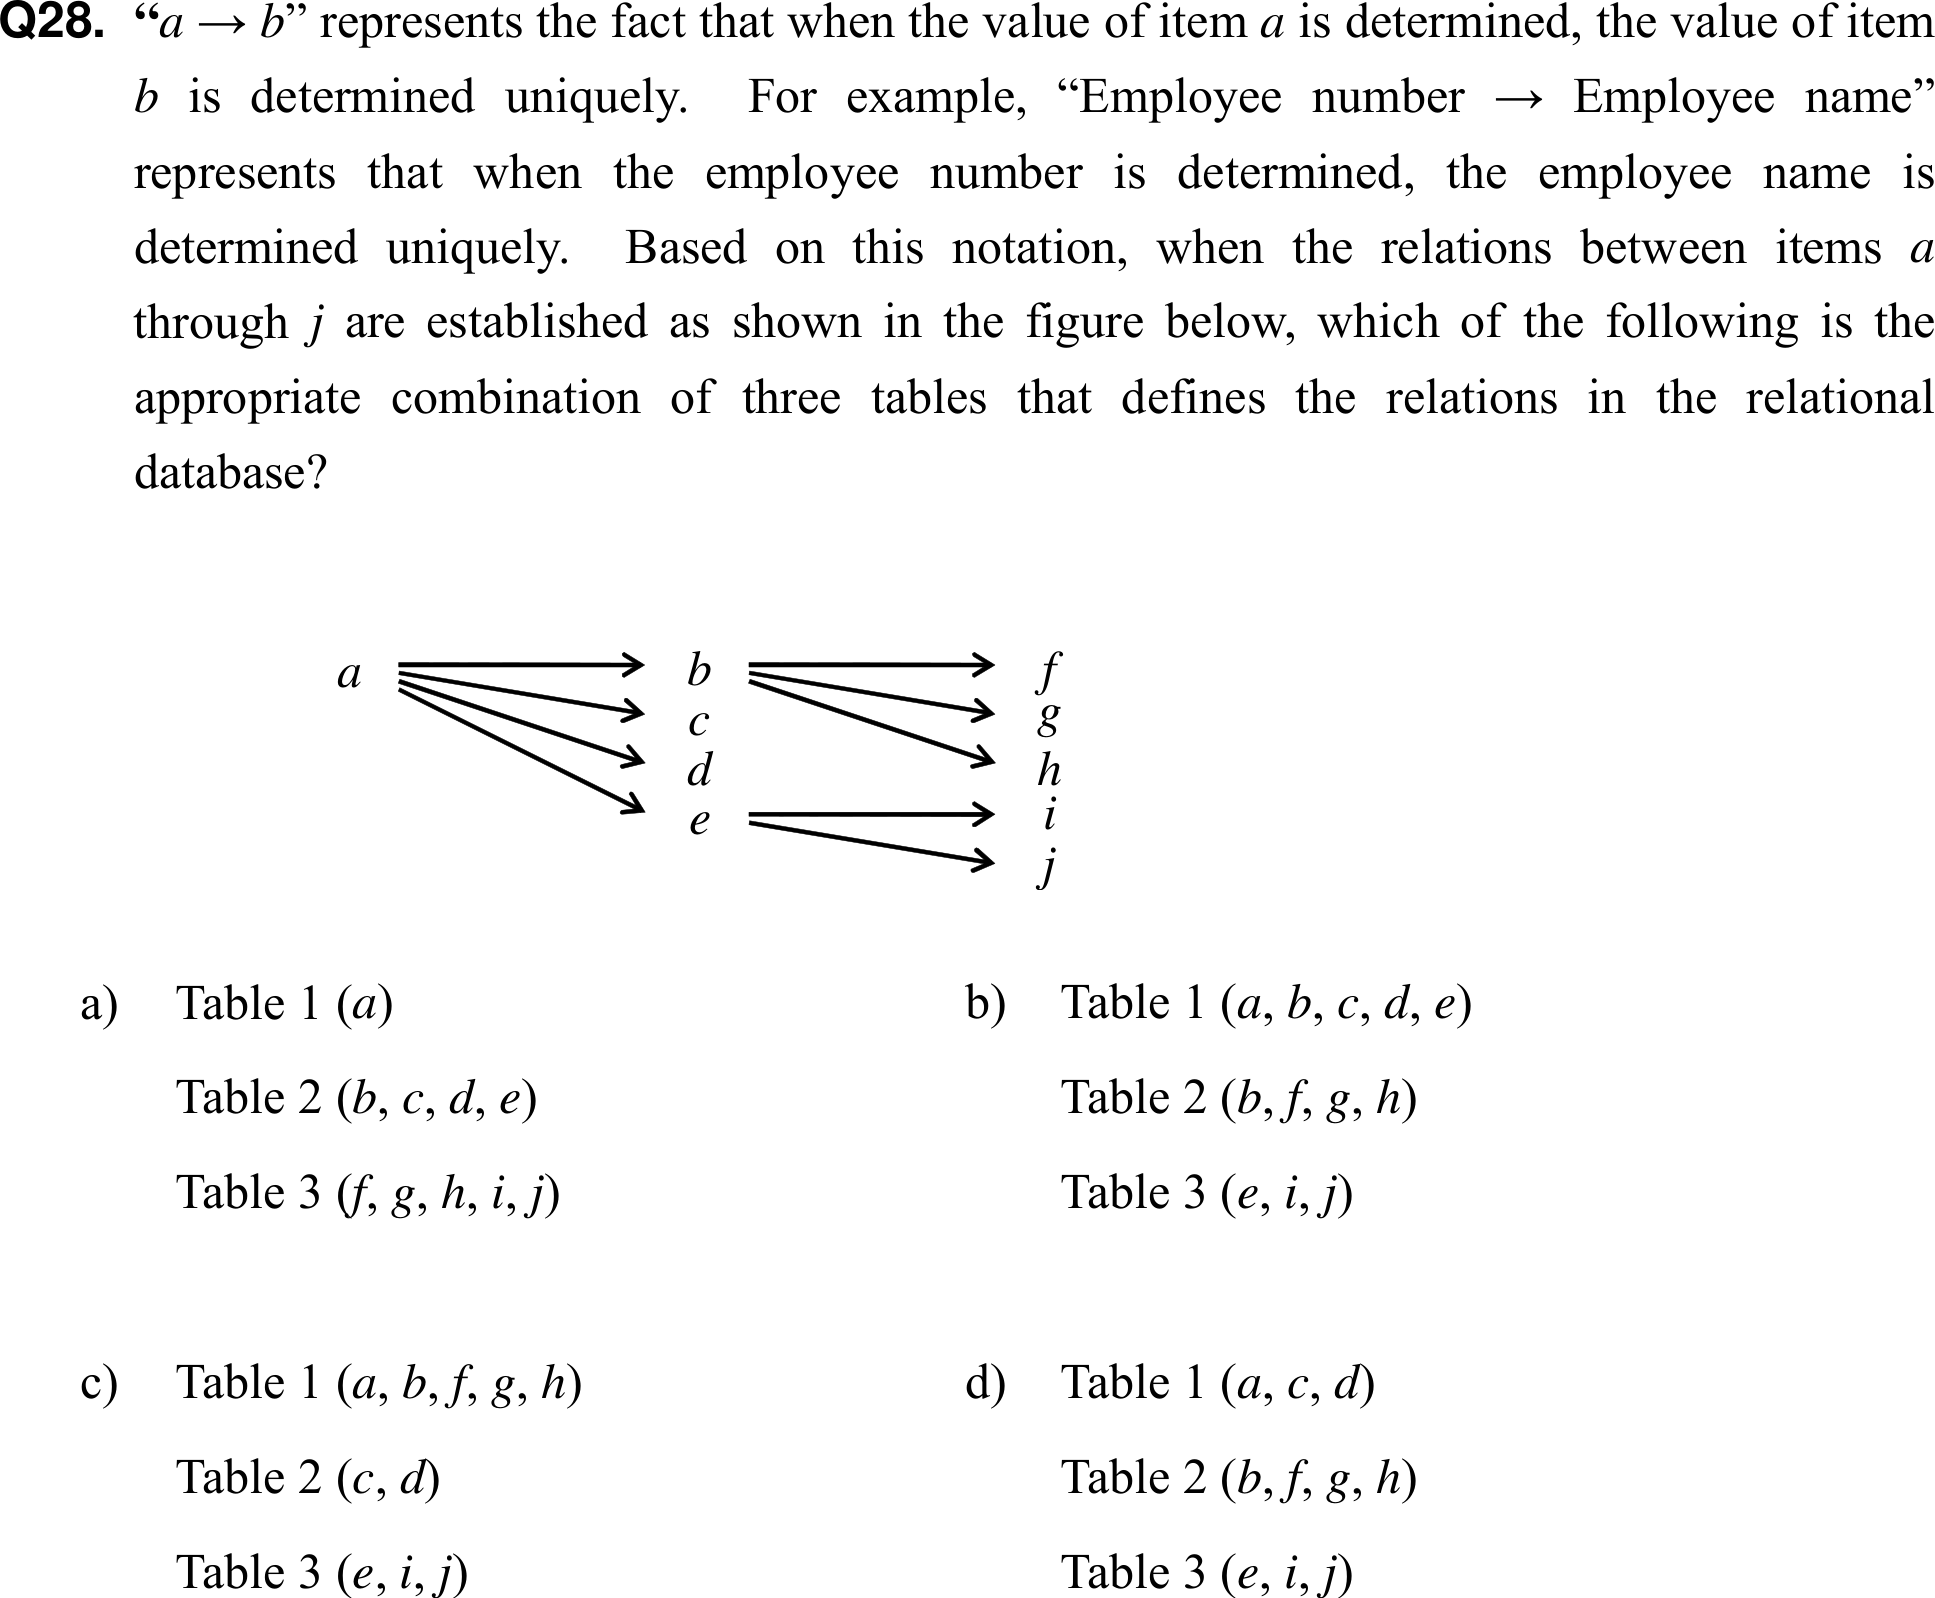 Q28. “a → b” represents the fact that when the value of item a is determined, the value of item
b is determined uniquely. For example, “Employee number → Employee name”
represents that when the employee number is determined, the employee name is
determined uniquely. Based on this notation, when the relations between items a
through j are established as shown in the figure below, which of the following is the
appropriate combination of three tables that defines the relations in the relational
database?
a b f
c g
d h
e i
j
a) Table 1 (a) b) Table 1 (a, b, c, d, e)
Table 2 (b, c, d, e) Table 2 (b, f, g, h)
Table 3 (f, g, h, i, j) Table 3 (e, i, j)
c) Table 1 (a, b, f, g, h) d) Table 1 (a, c, d)
Table 2 (c, d) Table 2 (b, f, g, h)
Table 3 (e, i, j) Table 3 (e, i, j)